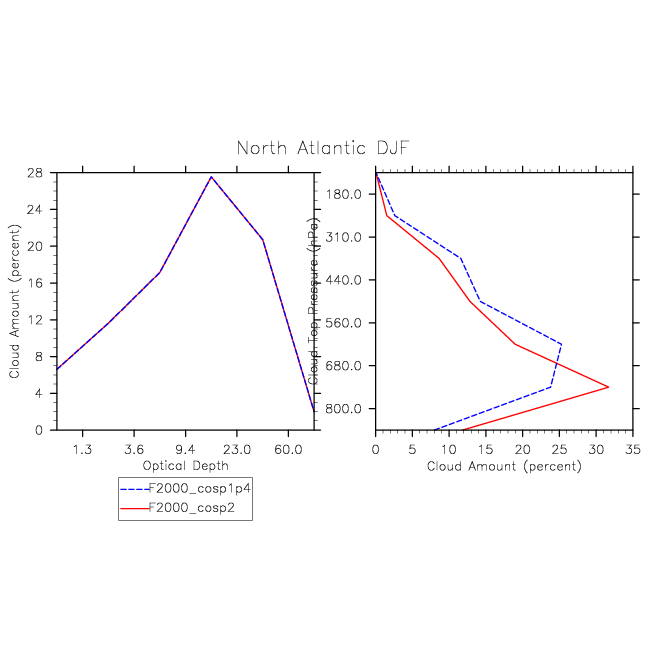 North Atlantic DJF
Cloud Amount (percent)
28
24
20
16
12
8
4
0
1.3 3.6 9.4 23.0 60.0
Optical Depth
Cloud Top Pressure (hPa)
180.0
310.0
440.0
560.0
680.0
800.0
0 5 10 15 20 25 30 35
Cloud Amount (percent)
F2000_cosp1p4
F2000_cosp2